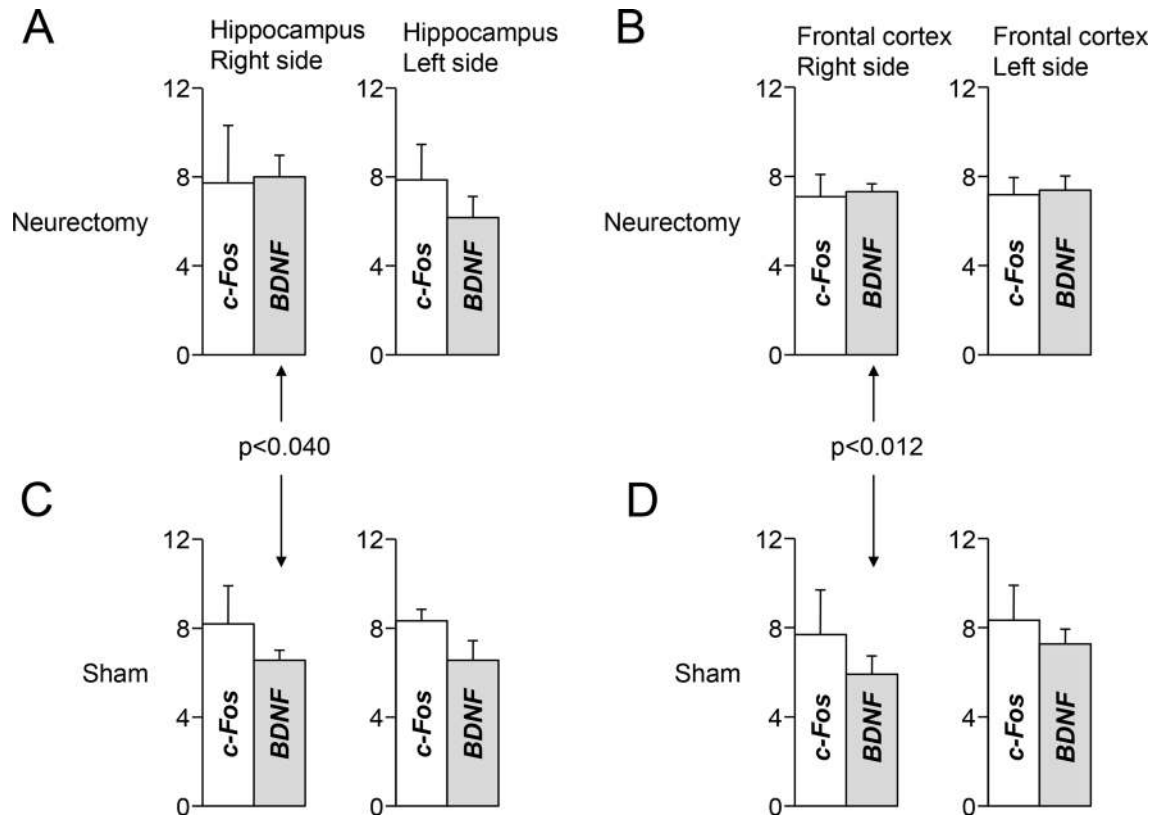 A
Hippocampus
Right side
Hippocampus
Left side
B
Frontal cortex
Right side
Frontal cortex
Left side
Neurectomy
12
8
4
0
c-Fos
BDNF
12
8
4
0
c-Fos
BDNF
Neurectomy
12
8
4
0
c-Fos
BDNF
12
8
4
0
c-Fos
BDNF
p<0.040
p<0.012
C
Sham
12
8
4
0
c-Fos
BDNF
12
8
4
0
c-Fos
BDNF
D
Sham
12
8
4
0
c-Fos
BDNF
12
8
4
0
c-Fos
BDNF